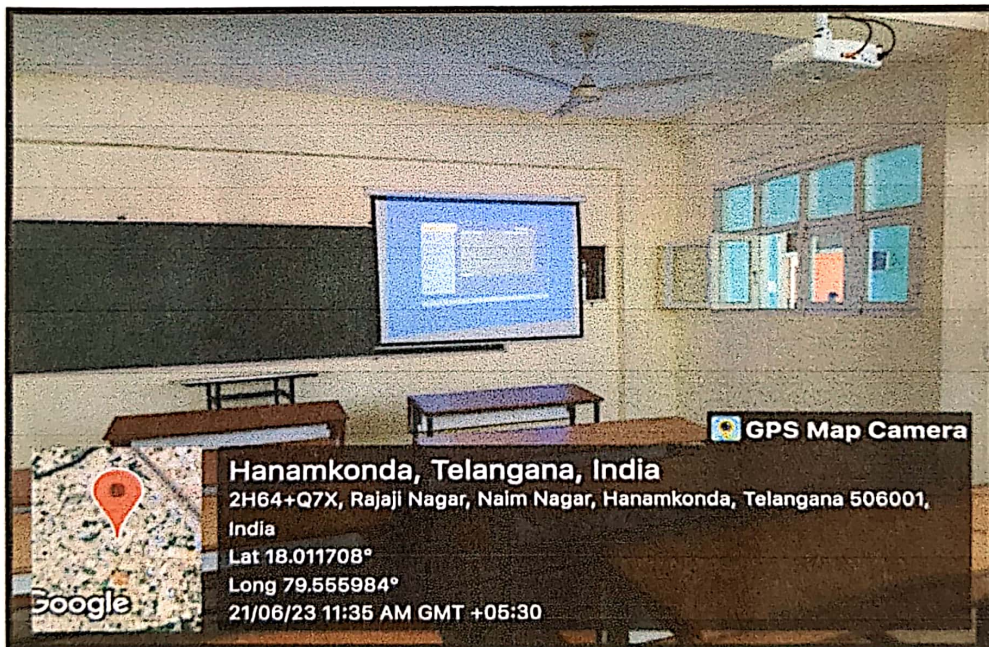 GPS Map Camera
Hanamkonda, Telangana, India
2H64+Q7X, Rajaji Nagar, Naim Nagar, Hanamkonda, Telangana 506001,
India
Lat 18.011708°
Long 79.555984°
21/06/23 11:35 AM GMT +05:30
Google